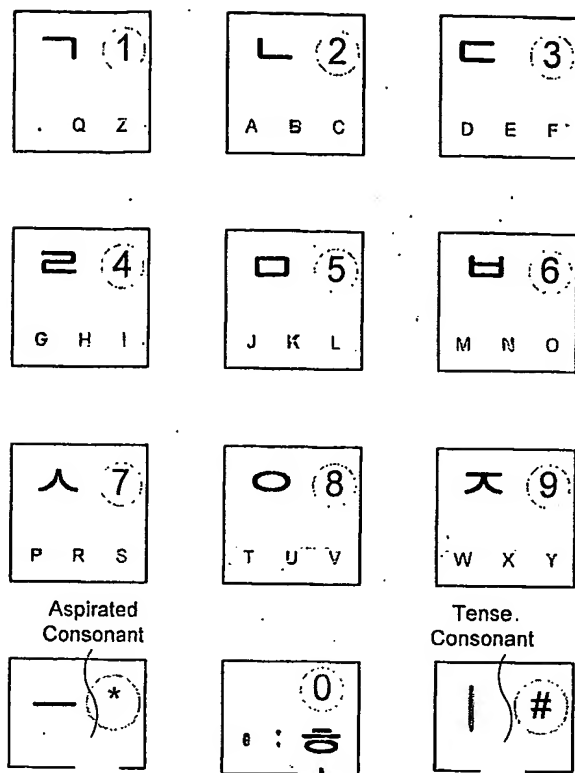 ㄱ 1 ㄴ 2 ㄷ 3
. Q Z A B C D E F
ㄹ 4 ㅁ 5 ㅂ 6
G H I J K L M N O
ㅅ 7 ㅇ 8 ㅈ 9
P R S T U V W X Y
Aspirated Tense.
Consonant Consonant
ㅡ * 0 ㅣ #
: ㅎ